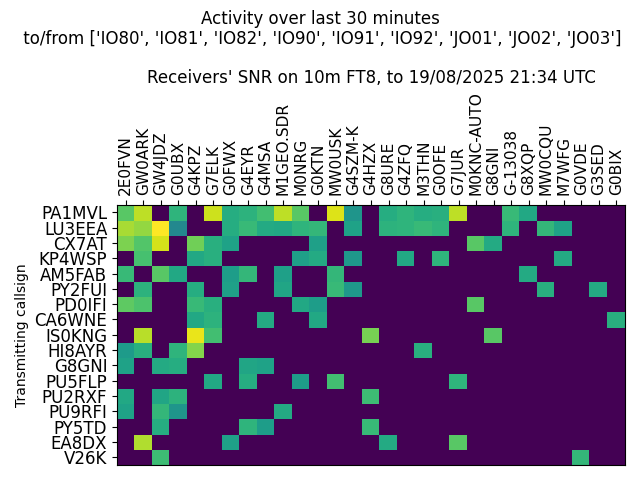 Activity over last 30 minutes
to/from ['IO80', 'IO81', 'IO82', 'IO90', 'IO91', 'IO92', 'JO01', 'JO02', 'JO03']
Receivers' SNR on 10m FT8, to 19/08/2025 21:34 UTC
2E0FVN
GW0ARK
GW4JDZ
G0UBX
G4KPZ
G7ELK
G0FWX
G4EYR
G4MSA
M1GEO.SDR
M0NRG
G0KTN
MW0USK
G4SZM-K
G4HZX
G8URE
G4ZFQ
M3THN
G0OFE
G7JUR
M0KNC-AUTO
G8GNI
G-13038
G8XQP
MW0CQU
M7WFG
G0VDE
G3SED
G0BIX
Transmitting callsign
PA1MVL
LU3EEA
CX7AT
KP4WSP
AM5FAB
PY2FUI
PD0IFI
CA6WNE
IS0KNG
HI8AYR
G8GNI
PU5FLP
PU2RXF
PU9RFI
PY5TD
EA8DX
V26K